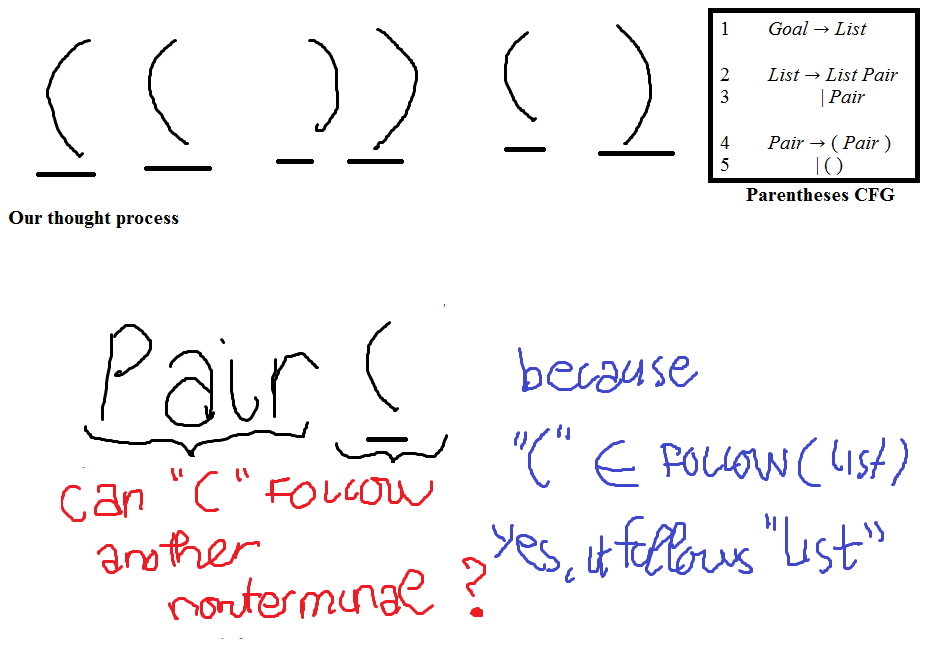 ( ( ) ) ( )
1 Goal → List
2 List → List Pair
3 | Pair
4 Pair → ( Pair )
5 | ( )
Parentheses CFG
Our thought process
Pair (
can "(" FOLLOW
another
nonterminal ?
because
"(" ∈ FOLLOW(List)
yes, it follows "List"